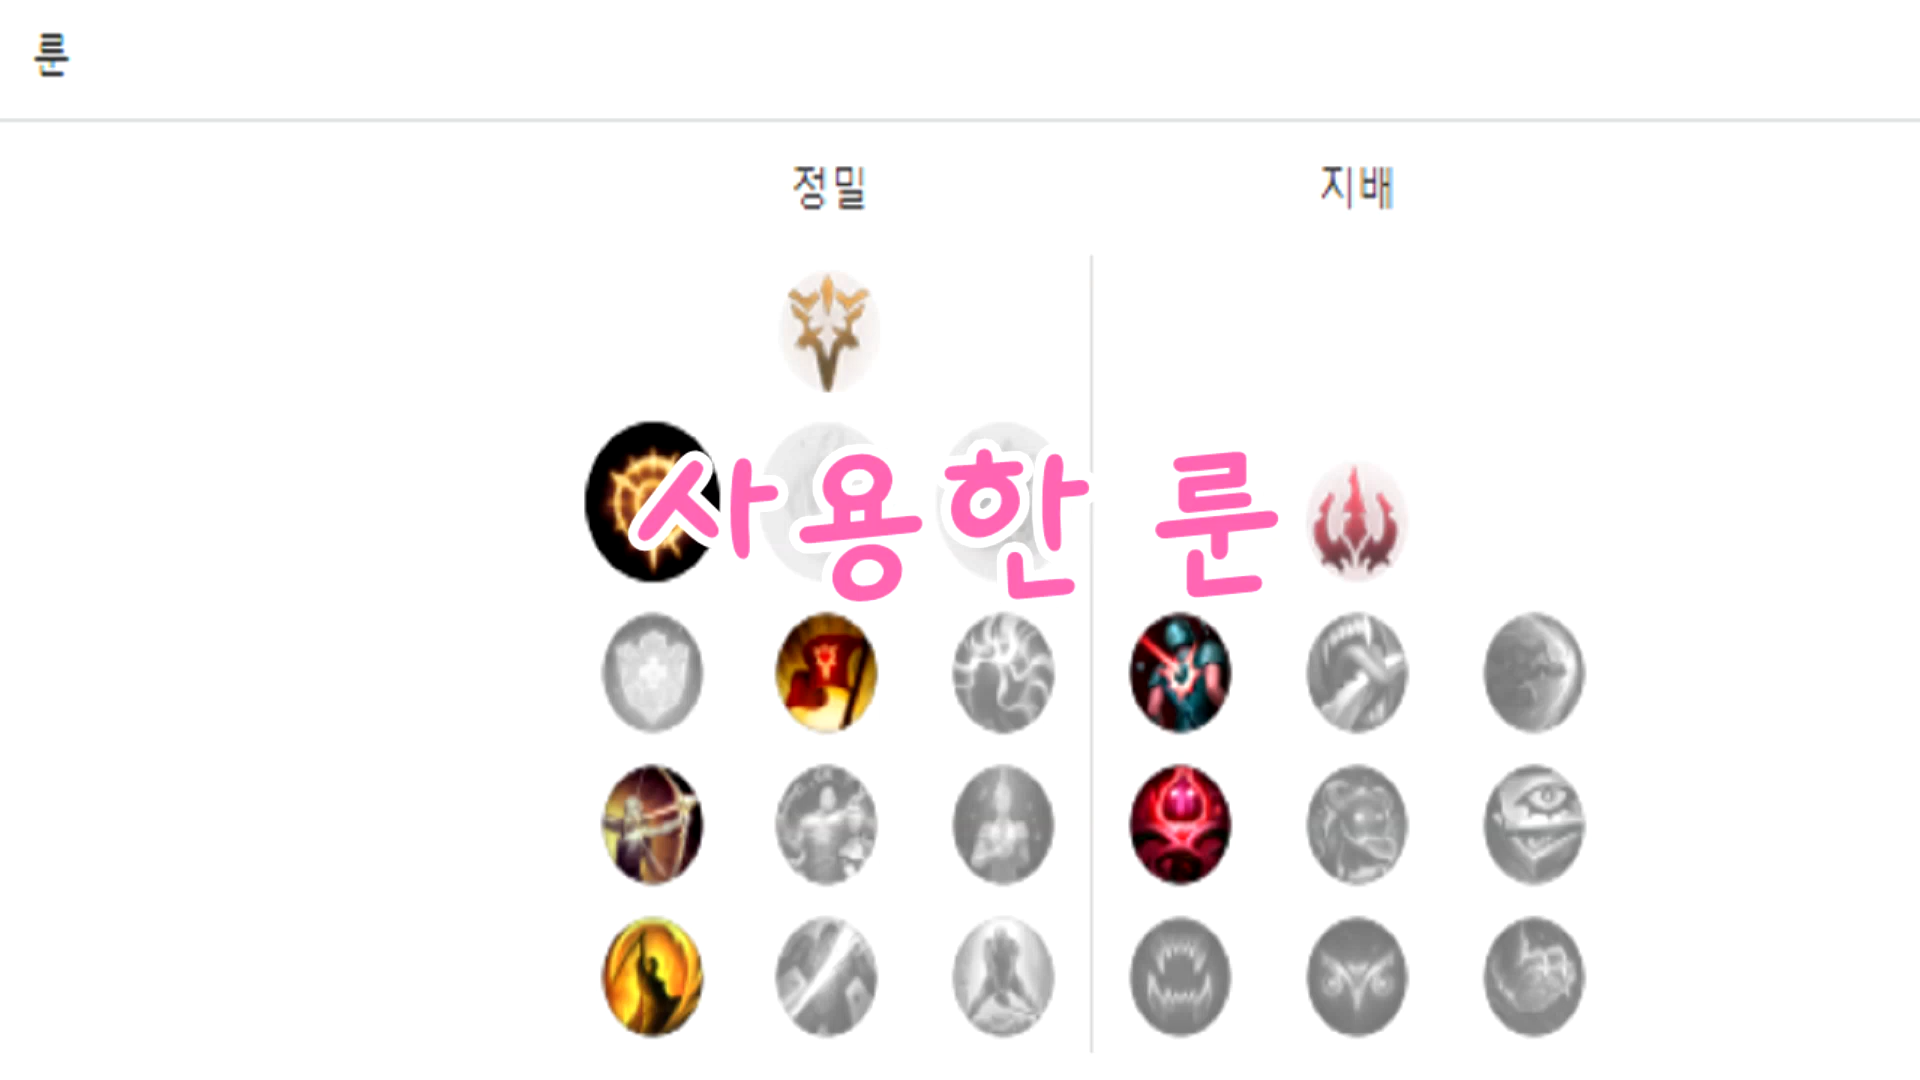 룬
정밀 지배
사용한 룬